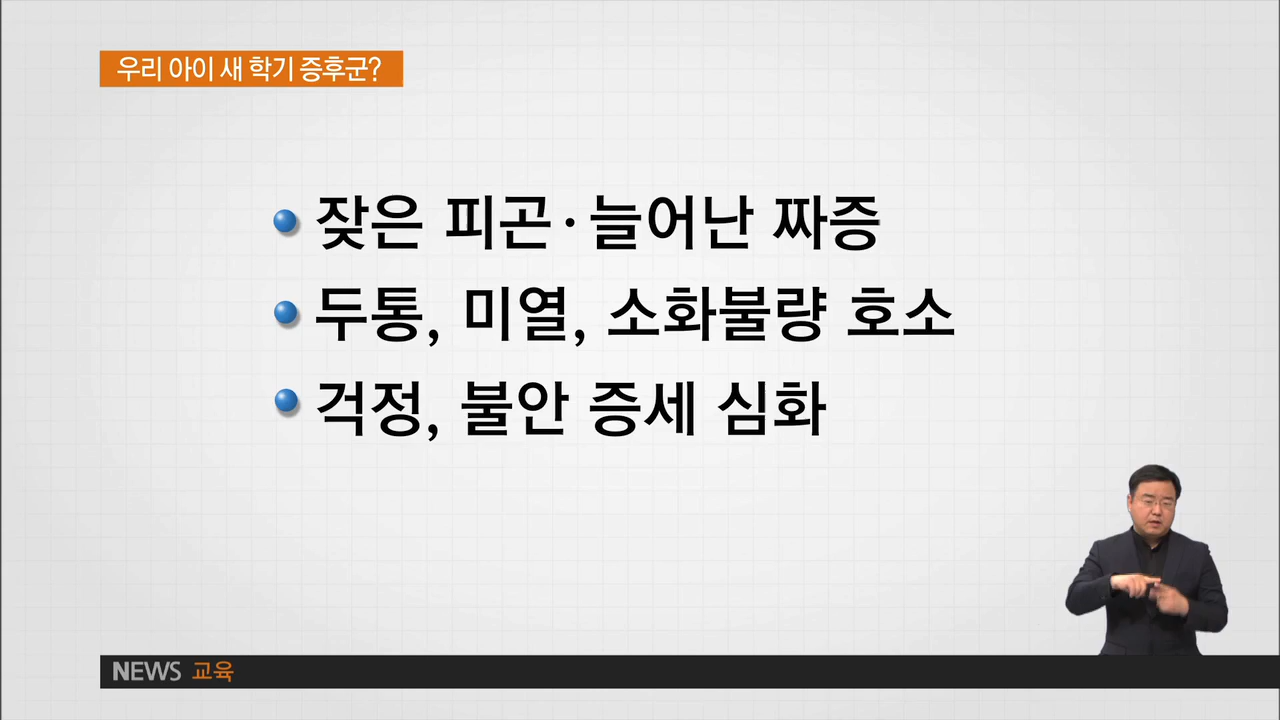 우리 아이 새 학기 증후군?
잦은 피곤·늘어난 짜증
두통, 미열, 소화불량 호소
걱정, 불안 증세 심화
NEWS 교육